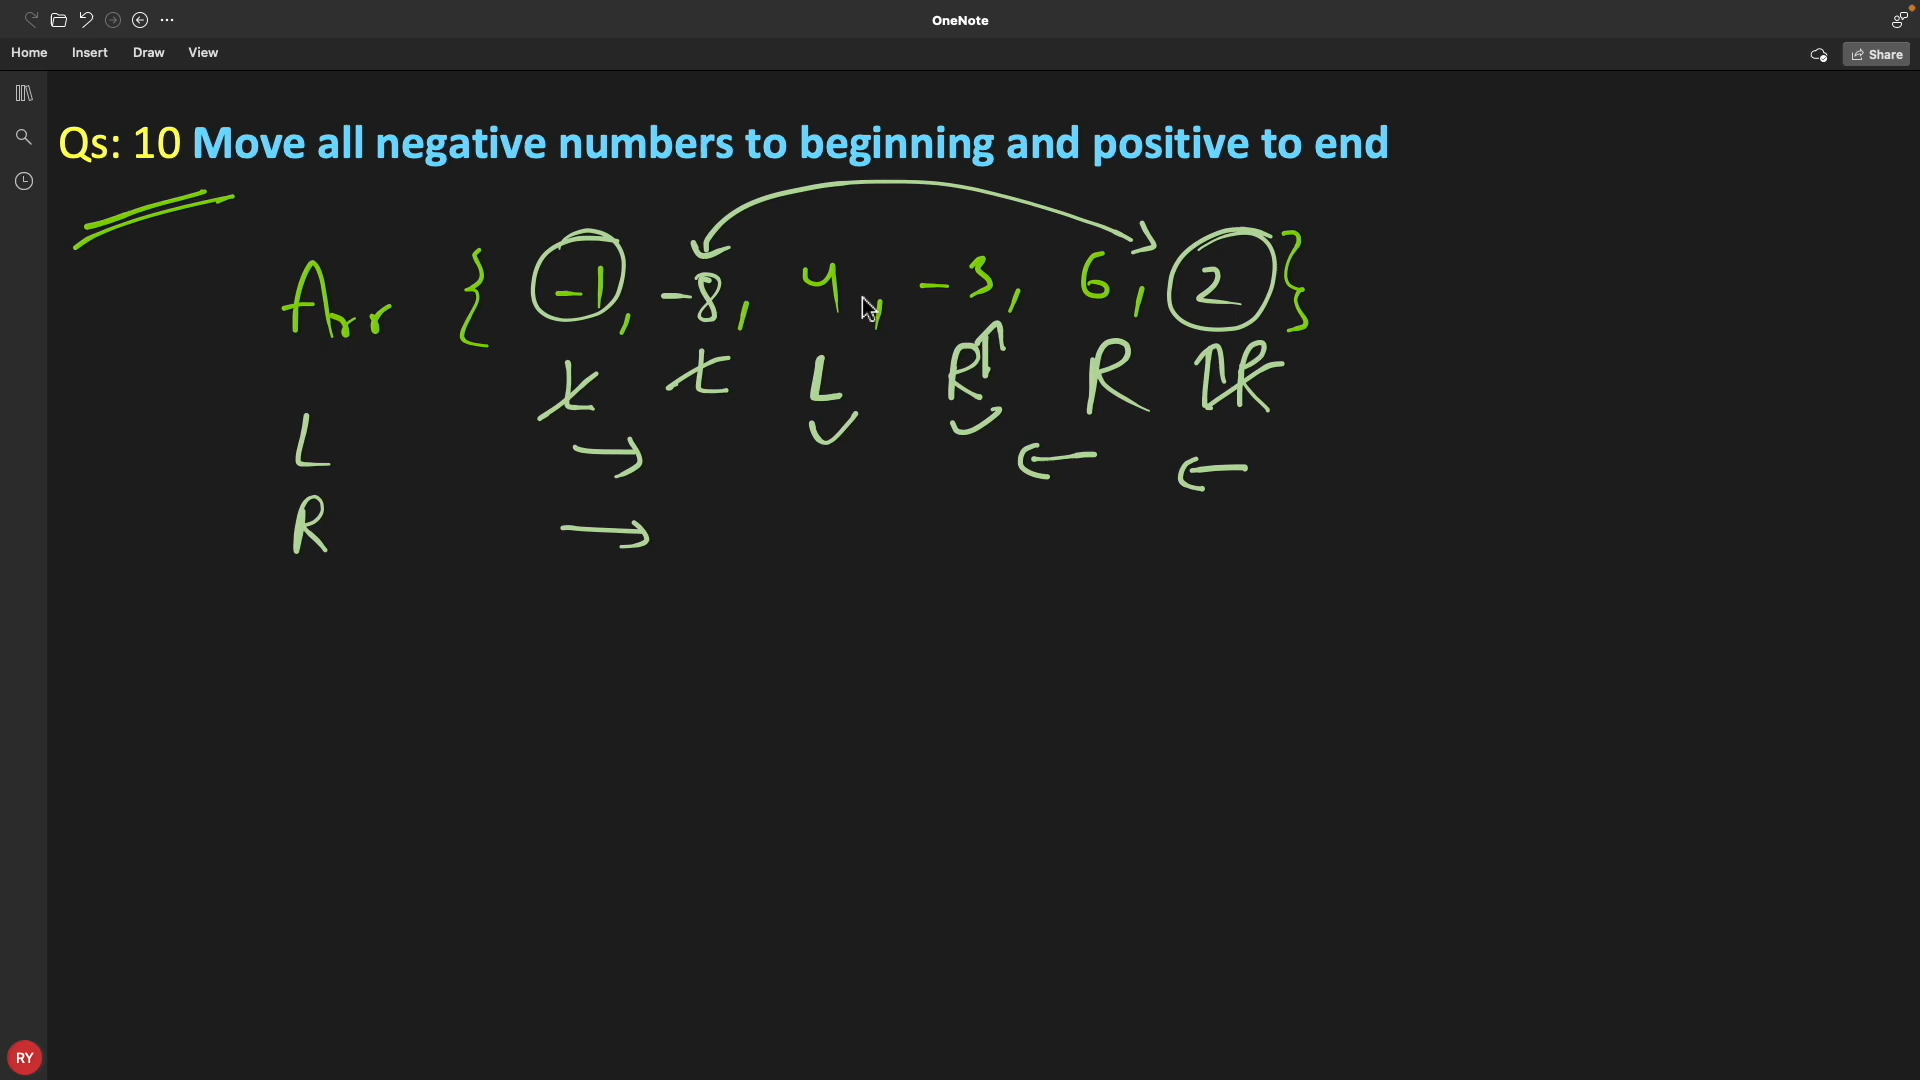 OneNote
Home Insert Draw View Share
Qs: 10 Move all negative numbers to beginning and positive to end
Arr { -1, -8, 4, -3, 6, 2 }
L L L R R R
L
R
RY